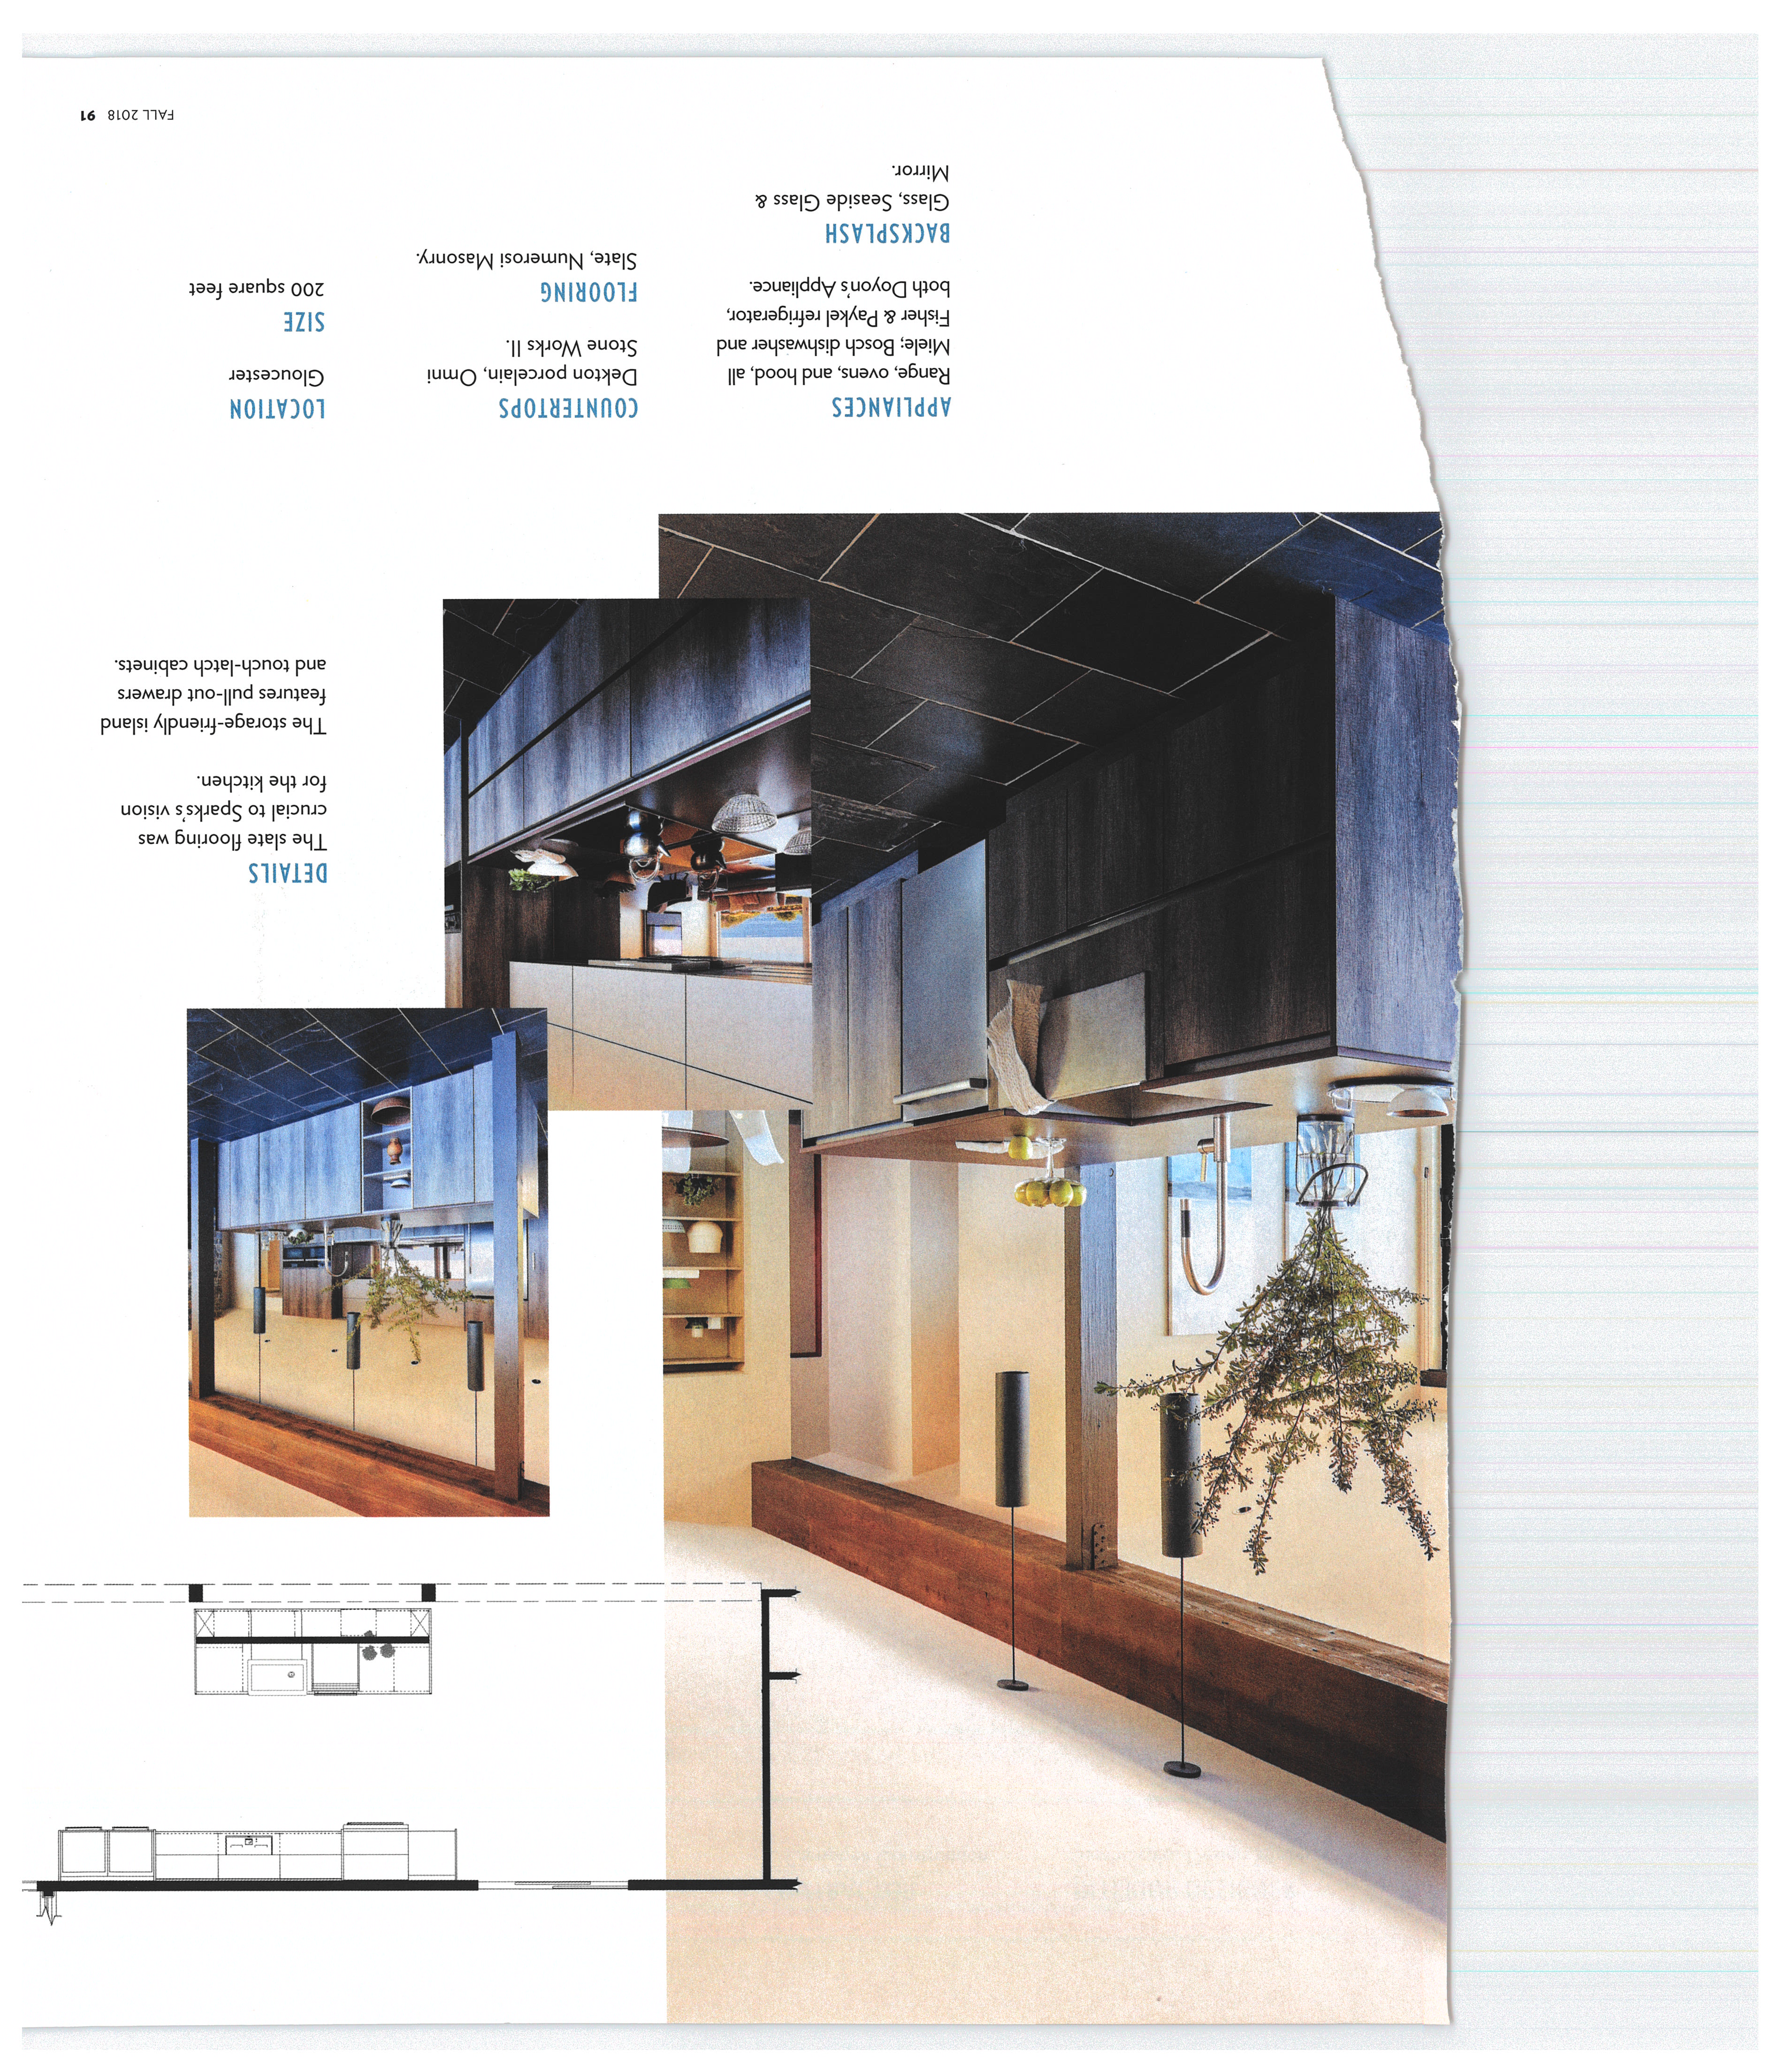 DETAILS
The slate flooring was
crucial to Sparks's vision
for the kitchen.
The storage-friendly island
features pull-out drawers
and touch-latch cabinets.
APPLIANCES
Range, ovens, and hood, all
Miele; Bosch dishwasher and
Fisher & Paykel refrigerator,
both Doyon's Appliance.
BACKSPLASH
Glass, Seaside Glass &
Mirror.
COUNTERTOPS
Dekton porcelain, Omni
Stone Works II.
FLOORING
Slate, Numerosi Masonry.
LOCATION
Gloucester
SIZE
200 square feet
FALL 2018 91